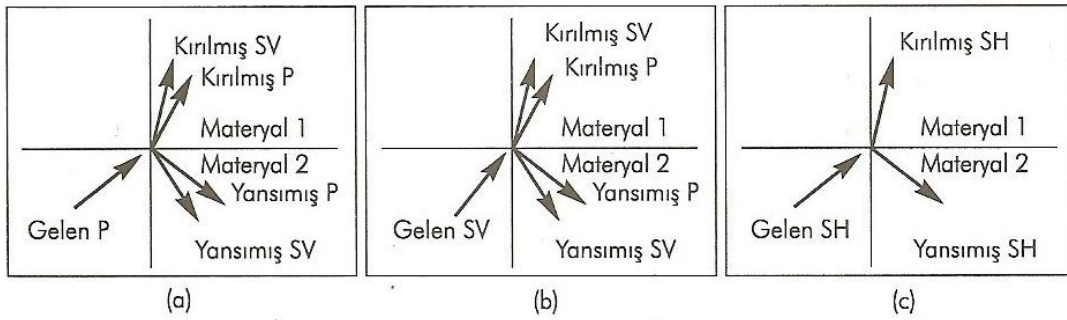 Kırılmış SV
Kırılmış P
Materyal 1
Materyal 2
Yansımış P
Gelen P
Yansımış SV
(a)
Kırılmış SV
Kırılmış P
Materyal 1
Materyal 2
Yansımış P
Gelen SV
Yansımış SV
(b)
Kırılmış SH
Materyal 1
Materyal 2
Gelen SH
Yansımış SH
(c)